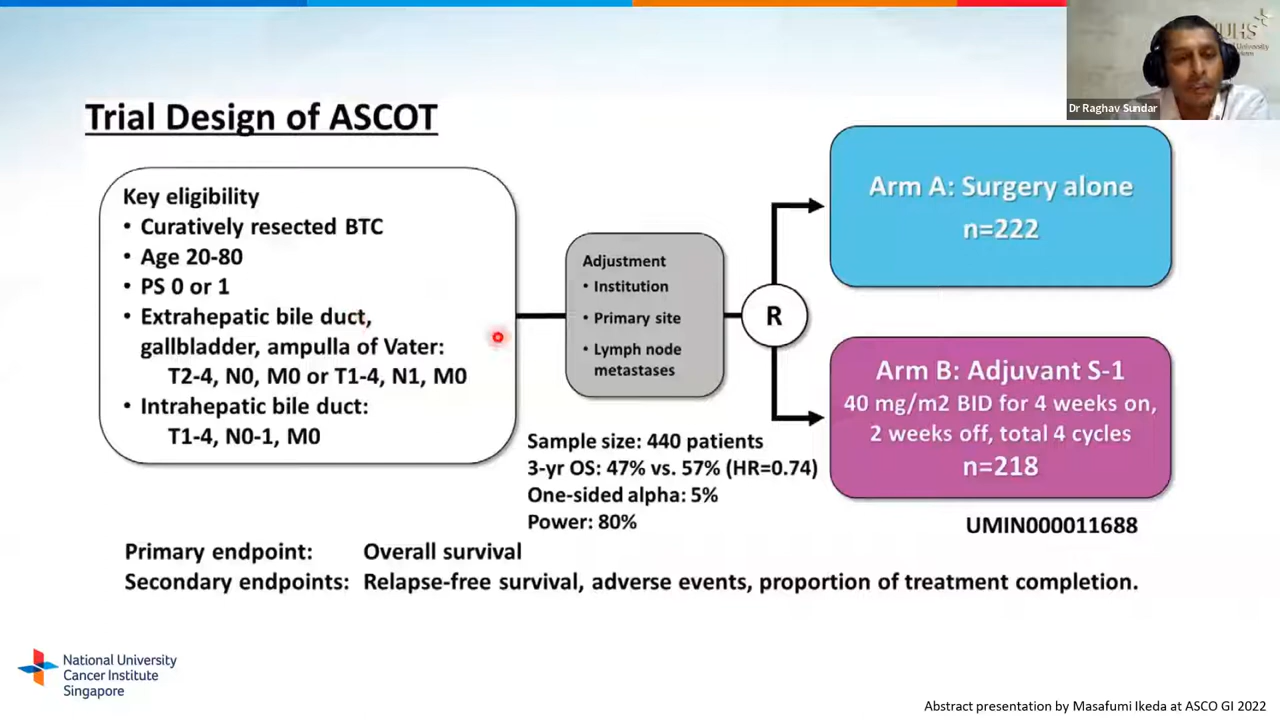 Trial Design of ASCOT
Key eligibility
• Curatively resected BTC
• Age 20-80
• PS 0 or 1
• Extrahepatic bile duct,
gallbladder, ampulla of Vater:
T2-4, N0, M0 or T1-4, N1, M0
• Intrahepatic bile duct:
T1-4, N0-1, M0
Adjustment
• Institution
• Primary site
• Lymph node
metastases
R
Arm A: Surgery alone
n=222
Arm B: Adjuvant S-1
40 mg/m2 BID for 4 weeks on,
2 weeks off, total 4 cycles
n=218
Sample size: 440 patients
3-yr OS: 47% vs. 57% (HR=0.74)
One-sided alpha: 5%
Power: 80%
UMIN000011688
Primary endpoint: Overall survival
Secondary endpoints: Relapse-free survival, adverse events, proportion of treatment completion.
National University
Cancer Institute
Singapore
Abstract presentation by Masafumi Ikeda at ASCO GI 2022
Dr Raghav Sundar